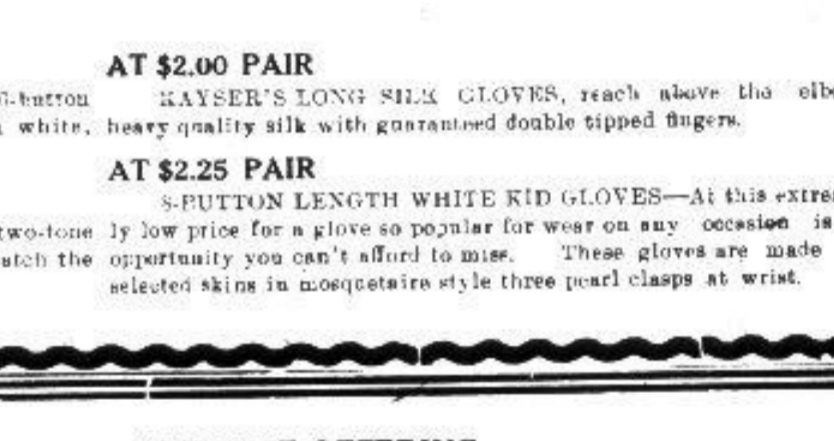 AT $2.00 PAIR
KAYSER'S LONG SILK GLOVES, reach above the elbo
heavy quality silk with guaranteed double tipped fingers.
AT $2.25 PAIR
8-BUTTON LENGTH WHITE KID GLOVES—At this extre
ly low price for a glove so popular for wear on any occasion is
opportunity you can't afford to miss. These gloves are made
selected skins in mosquetaire style three pearl clasps at wrist.
button
white,
two-tone
the